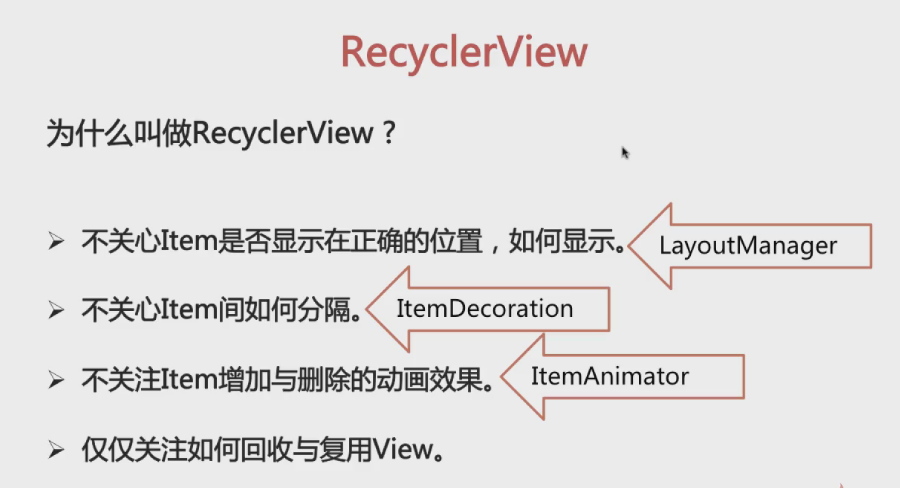 RecyclerView
为什么叫做RecyclerView？
不关心Item是否显示在正确的位置，如何显示。 LayoutManager
不关心Item间如何分隔。 ItemDecoration
不关注Item增加与删除的动画效果。 ItemAnimator
仅仅关注如何回收与复用View。